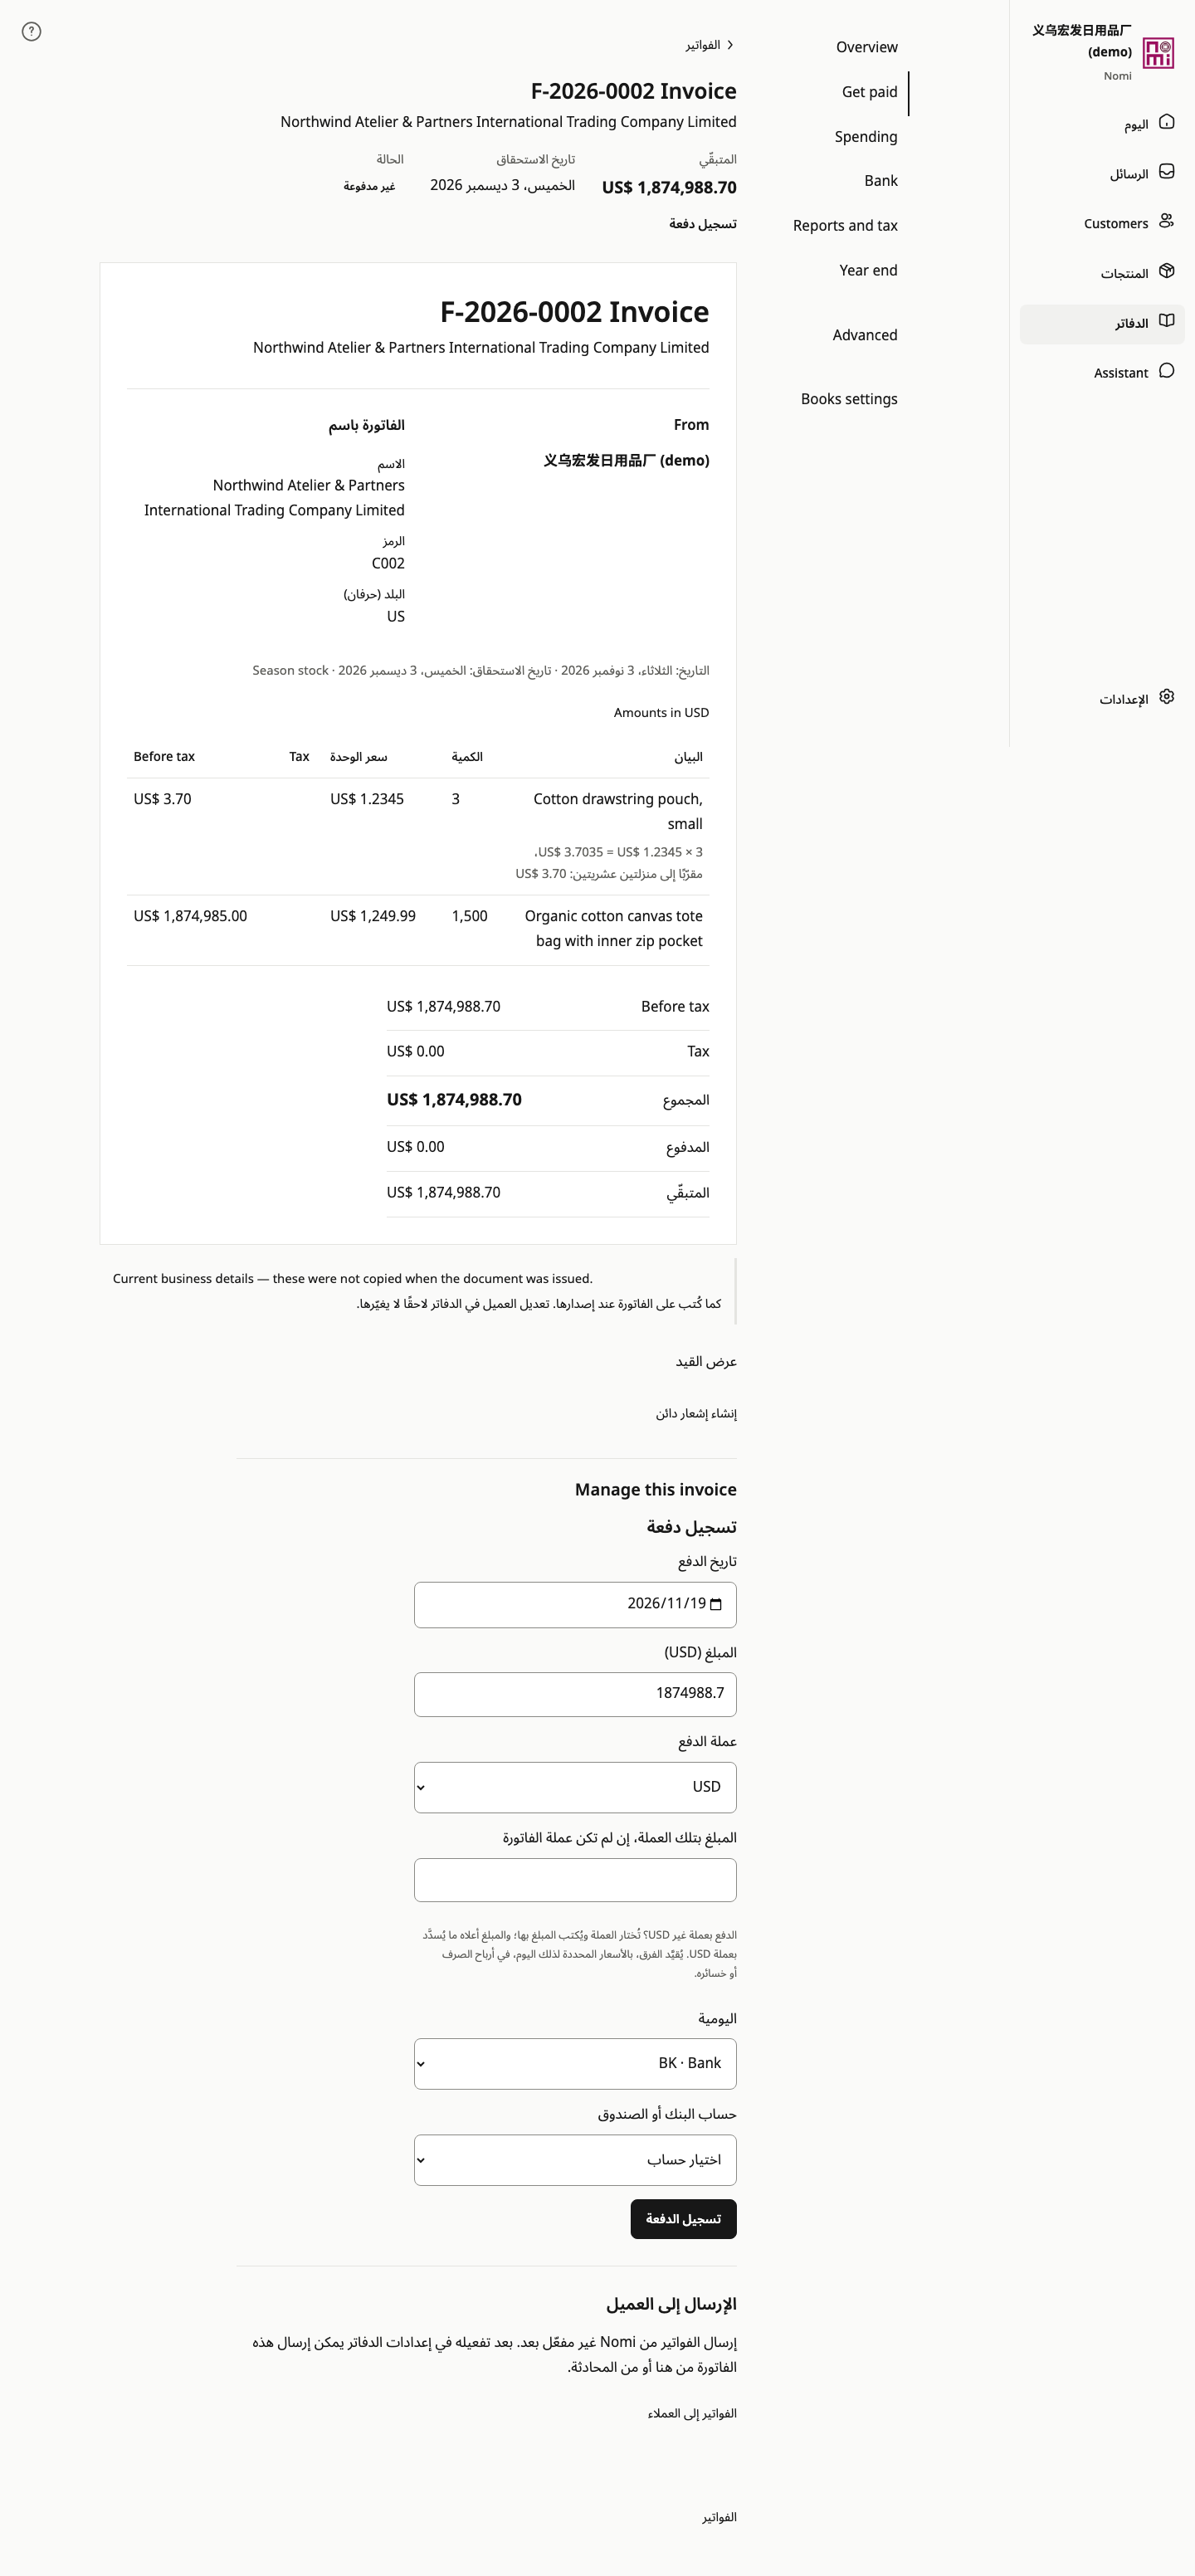 义乌宏发日用品厂
(demo)
Nomi
اليوم
الرسائل
Customers
المنتجات
الدفاتر
Assistant
الإعدادات
Overview
Get paid
Spending
Bank
Reports and tax
Year end
Advanced
Books settings
الفواتير
F-2026-0002 Invoice
Northwind Atelier & Partners International Trading Company Limited
المتبقّي
US$ 1,874,988.70
تاريخ الاستحقاق
الخميس، 3 ديسمبر 2026
الحالة
غير مدفوعة
تسجيل دفعة
F-2026-0002 Invoice
Northwind Atelier & Partners International Trading Company Limited
From
义乌宏发日用品厂 (demo)
الفاتورة باسم
الاسم
Northwind Atelier & Partners
International Trading Company Limited
الرمز
C002
البلد (حرفان)
US
التاريخ: الثلاثاء، 3 نوفمبر 2026 · تاريخ الاستحقاق: الخميس، 3 ديسمبر 2026 · Season stock
Amounts in USD
البيان الكمية سعر الوحدة Tax Before tax
Cotton drawstring pouch, 3 US$ 1.2345 US$ 3.70
small
3 × US$ 1.2345 = US$ 3.7035،
مقرّبًا إلى منزلتين عشريتين: US$ 3.70
Organic cotton canvas tote 1,500 US$ 1,249.99 US$ 1,874,985.00
bag with inner zip pocket
Before tax US$ 1,874,988.70
Tax US$ 0.00
المجموع US$ 1,874,988.70
المدفوع US$ 0.00
المتبقّي US$ 1,874,988.70
Current business details — these were not copied when the document was issued.
كما كُتب على الفاتورة عند إصدارها. تعديل العميل في الدفاتر لاحقًا لا يغيّرها.
عرض القيد
إنشاء إشعار دائن
Manage this invoice
تسجيل دفعة
تاريخ الدفع
2026/11/19
المبلغ (USD)
1874988.7
عملة الدفع
USD
المبلغ بتلك العملة، إن لم تكن عملة الفاتورة
الدفع بعملة غير USD؟ تُختار العملة ويُكتب المبلغ بها؛ والمبلغ أعلاه ما يُسدَّد
بعملة USD. يُقيَّد الفرق، بالأسعار المحددة لذلك اليوم، في أرباح الصرف
أو خسائره.
اليومية
BK · Bank
حساب البنك أو الصندوق
اختيار حساب
تسجيل الدفعة
الإرسال إلى العميل
إرسال الفواتير من Nomi غير مفعّل بعد. بعد تفعيله في إعدادات الدفاتر يمكن إرسال هذه
الفاتورة من هنا أو من المحادثة.
الفواتير إلى العملاء
الفواتير